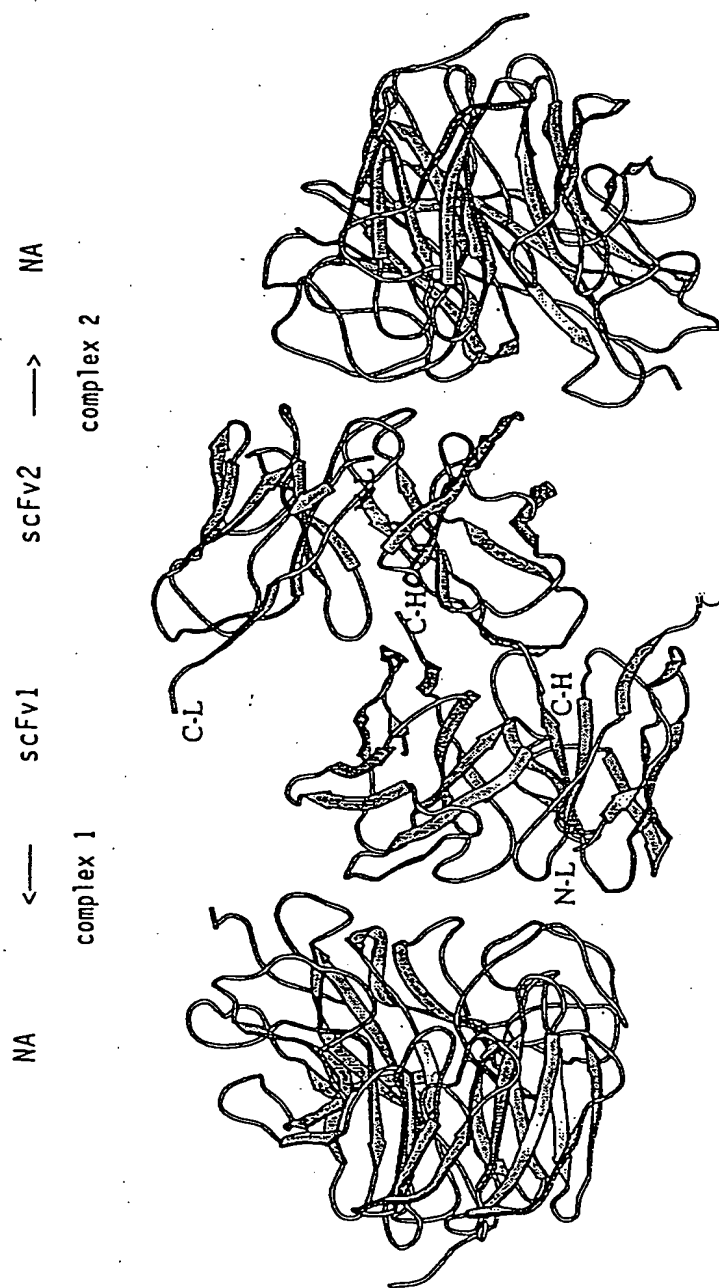 NA <—— scFv1 scFv2 ——> NA
complex 1 complex 2
C-L
C-H
C-H
N-L